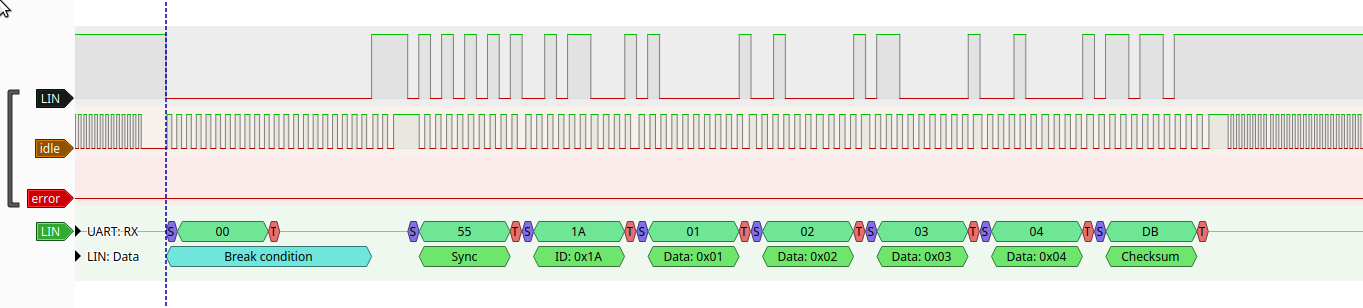 LIN
idle
error
LIN UART: RX S 00 T S 55 T S 1A T S 01 T S 02 T S 03 T S 04 T S DB T
LIN: Data Break condition Sync ID: 0x1A Data: 0x01 Data: 0x02 Data: 0x03 Data: 0x04 Checksum